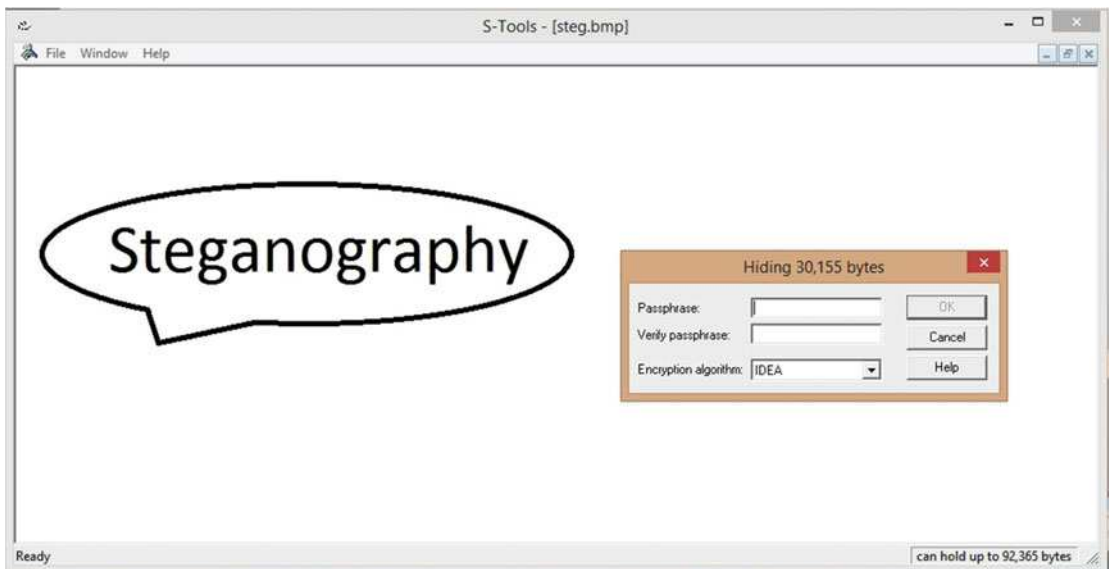 S-Tools - [steg.bmp]
File Window Help
Steganography
Hiding 30,155 bytes
Passphrase:
OK
Verify passphrase:
Cancel
Encryption algorithm: IDEA
Help
Ready
can hold up to 92,365 bytes